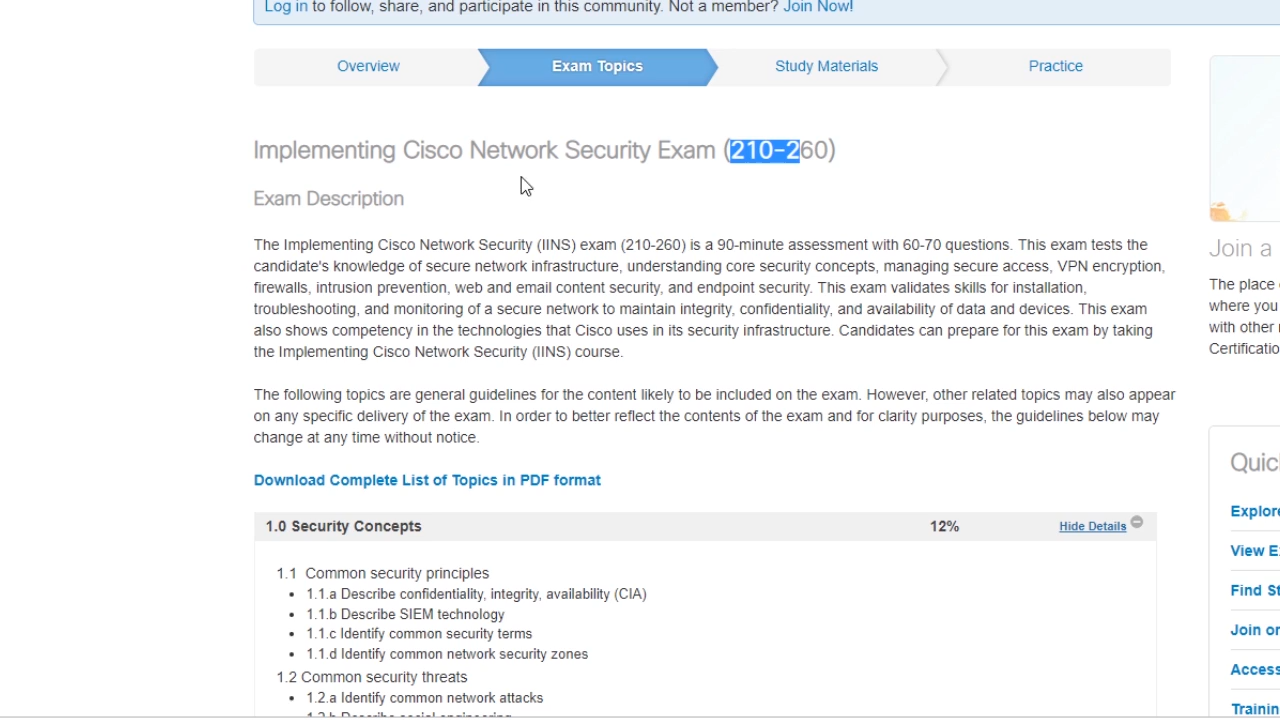 Log in to follow, share, and participate in this community. Not a member? Join Now!
Overview Exam Topics Study Materials Practice
Implementing Cisco Network Security Exam (210-260)
Exam Description
The Implementing Cisco Network Security (IINS) exam (210-260) is a 90-minute assessment with 60-70 questions. This exam tests the
candidate's knowledge of secure network infrastructure, understanding core security concepts, managing secure access, VPN encryption,
firewalls, intrusion prevention, web and email content security, and endpoint security. This exam validates skills for installation,
troubleshooting, and monitoring of a secure network to maintain integrity, confidentiality, and availability of data and devices. This exam
also shows competency in the technologies that Cisco uses in its security infrastructure. Candidates can prepare for this exam by taking
the Implementing Cisco Network Security (IINS) course.
The following topics are general guidelines for the content likely to be included on the exam. However, other related topics may also appear
on any specific delivery of the exam. In order to better reflect the contents of the exam and for clarity purposes, the guidelines below may
change at any time without notice.
Download Complete List of Topics in PDF format
1.0 Security Concepts 12% Hide Details
1.1 Common security principles
• 1.1.a Describe confidentiality, integrity, availability (CIA)
• 1.1.b Describe SIEM technology
• 1.1.c Identify common security terms
• 1.1.d Identify common network security zones
1.2 Common security threats
• 1.2.a Identify common network attacks
Join a
The place
where you
with other